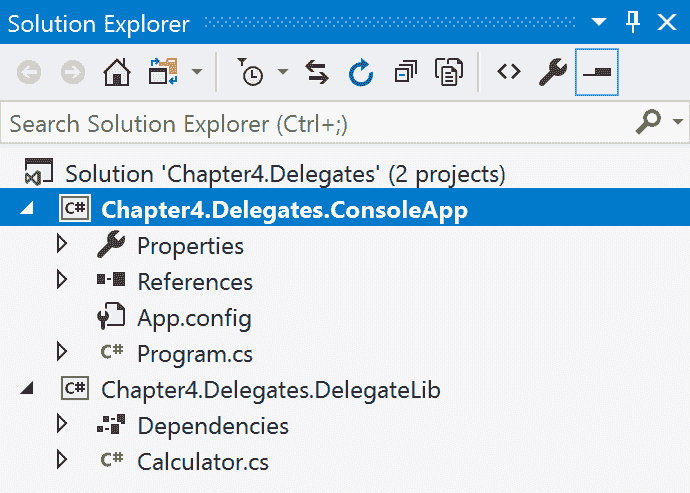 Solution Explorer
Search Solution Explorer (Ctrl+;)
Solution 'Chapter4.Delegates' (2 projects)
C# Chapter4.Delegates.ConsoleApp
Properties
References
App.config
C# Program.cs
C# Chapter4.Delegates.DelegateLib
Dependencies
C# Calculator.cs